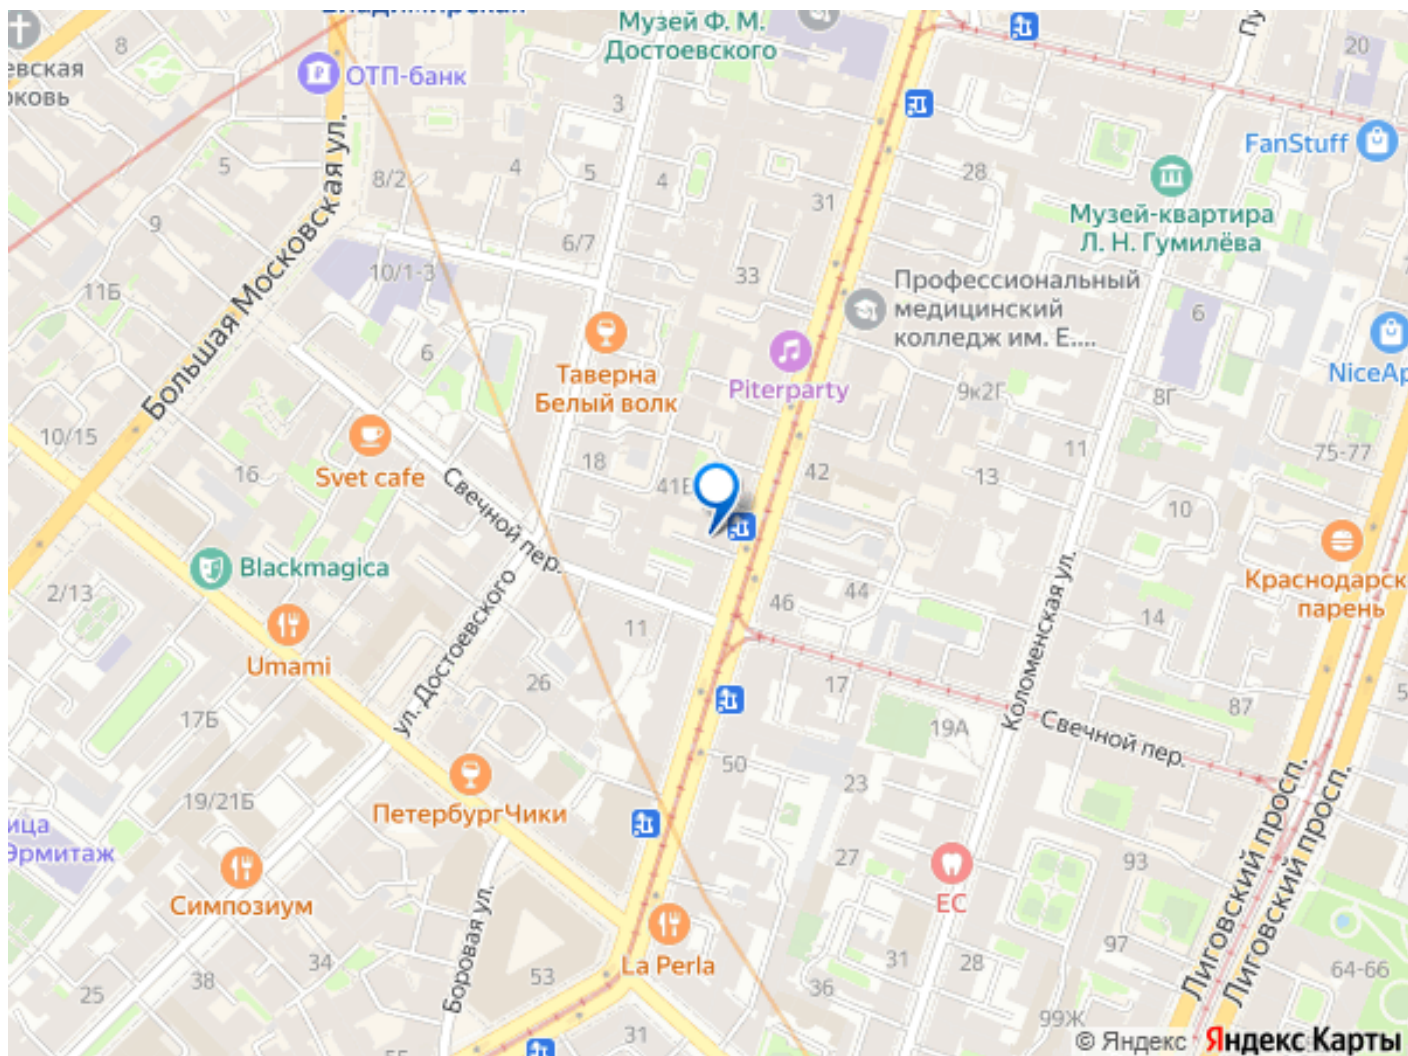 Владимирская
Музей Ф. М.
Достоевского
8
20
евская
рковь
ОТП-банк
3
FanStuff
5
8/2
4
5
4
28
31
Музей-квартира
Л. Н. Гумилёва
9
6/7
10/1-3
33
11Б
Профессиональный
медицинский
колледж им. Е....
6
Большая Московская ул.
6
Таверна
Белый волк
Piterparty
NiceAp
9к2Г
8Г
10/15
16
Svet cafe
18
41Б
42
13
11
75-77
10
Свечной пер.
Blackmagica
2/13
Краснодарск
парень
46
44
14
11
Umami
ул. Достоевского
26
Коломенская ул.
17
17Б
19А
87
Свечной пер.
50
23
19/21Б
ПетербургЧики
ица
Эрмитаж
Симпозиум
27
93
ЕС
Лиговский просп.
Лиговский просп.
Боровая ул.
La Perla
34
38
25
53
31
28
97
64-66
36
31
99Ж
© Яндекс Яндекс Карты